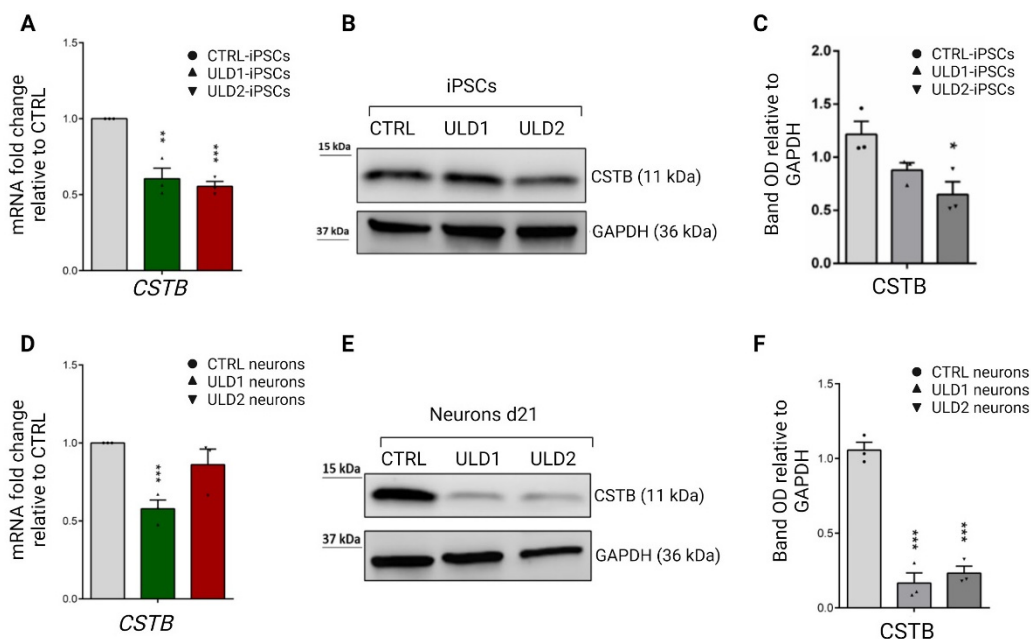 A
mRNA fold change
relative to CTRL
1.5
1.0
0.5
0.0
● CTRL-iPSCs
▲ ULD1-iPSCs
▼ ULD2-iPSCs
**
***
CSTB
B
iPSCs
CTRL ULD1 ULD2
15 kDa
CSTB (11 kDa)
37 kDa
GAPDH (36 kDa)
C
Band OD relative to
GAPDH
2.0
1.5
1.0
0.5
0.0
● CTRL-iPSCs
▲ ULD1-iPSCs
▼ ULD2-iPSCs
*
CSTB
D
mRNA fold change
relative to CTRL
1.5
1.0
0.5
0.0
● CTRL neurons
▲ ULD1 neurons
▼ ULD2 neurons
***
CSTB
E
Neurons d21
CTRL ULD1 ULD2
15 kDa
CSTB (11 kDa)
37 kDa
GAPDH (36 kDa)
F
Band OD relative to
GAPDH
1.5
1.0
0.5
0.0
● CTRL neurons
▲ ULD1 neurons
▼ ULD2 neurons
***
***
CSTB